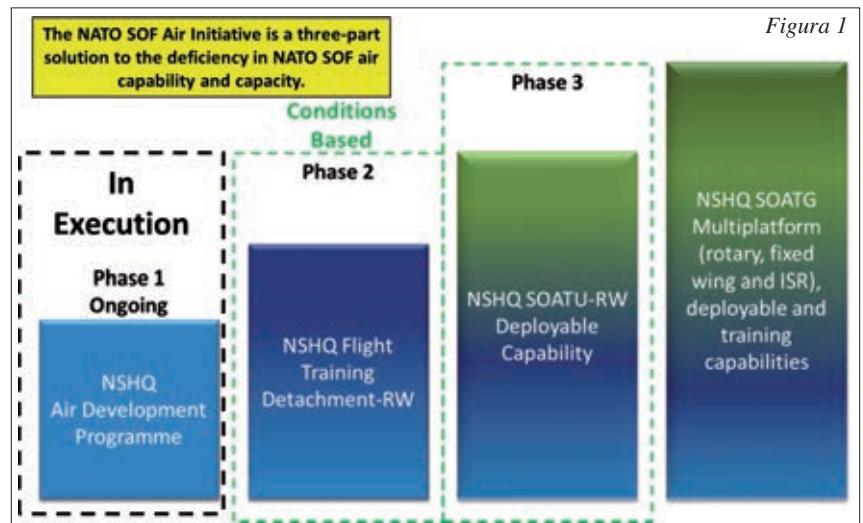 Figura 1
The NATO SOF Air Initiative is a three-part
solution to the deficiency in NATO SOF air
capability and capacity.
In
Execution
Phase 1
Ongoing
NSHQ
Air Development
Programme
Conditions
Based
Phase 2
NSHQ Flight
Training
Detachment-RW
Phase 3
NSHQ SOATU-RW
Deployable
Capability
NSHQ SOATG
Multiplatform
(rotary, fixed
wing and ISR),
deployable and
training
capabilities